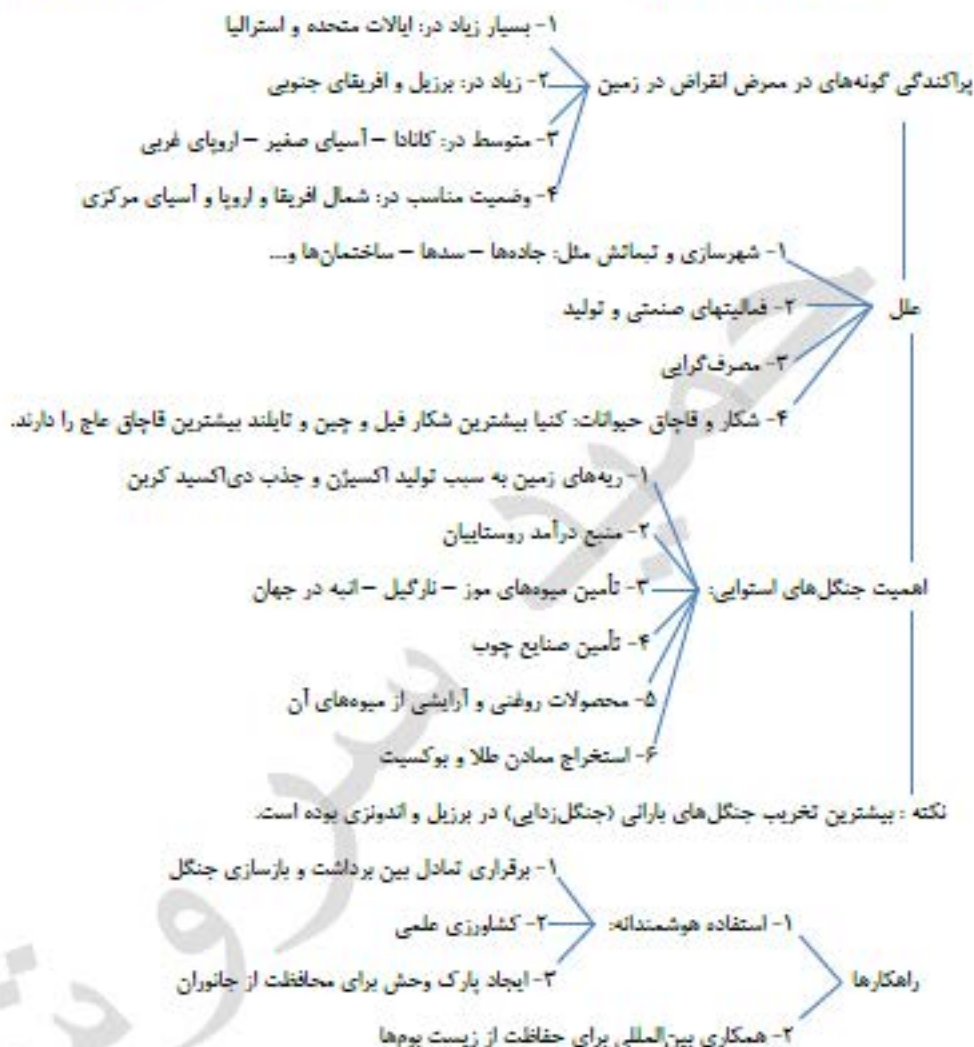 ۱- بسیار زیاد در: ایالات متحده و استرالیا
پراکندگی گونه‌های در معرض انقراض در زمین
۲- زیاد در: برزیل و افریقای جنوبی
۳- متوسط در: کانادا – آسیای صغیر – اروپای غربی
۴- وضعیت مناسب در: شمال افریقا و اروپا و آسیای مرکزی
علل
۱- شهرسازی و تبعاتش مثل: جاده‌ها – سدها – ساختمان‌ها و...
۲- فعالیتهای صنعتی و تولید
۳- مصرف‌گرایی
۴- شکار و قاچاق حیوانات: کنیا بیشترین شکار فیل و چین و تایلند بیشترین قاچاق عاج را دارند.
اهمیت جنگل‌های استوایی:
۱- ریه‌های زمین به سبب تولید اکسیژن و جذب دی‌اکسید کربن
۲- منبع درآمد روستاییان
۳- تأمین میوه‌های موز – نارگیل – انبه در جهان
۴- تأمین صنایع چوب
۵- محصولات روغنی و آرایشی از میوه‌های آن
۶- استخراج معادن طلا و بوکسیت
نکته : بیشترین تخریب جنگل‌های بارانی (جنگل‌زدایی) در برزیل و اندونزی بوده است.
راهکارها
۱- استفاده هوشمندانه:
۱- برقراری تعادل بین برداشت و بازسازی جنگل
۲- کشاورزی علمی
۳- ایجاد پارک وحش برای محافظت از جانوران
۲- همکاری بین‌المللی برای حفاظت از زیست بوم‌ها
حمید سروت